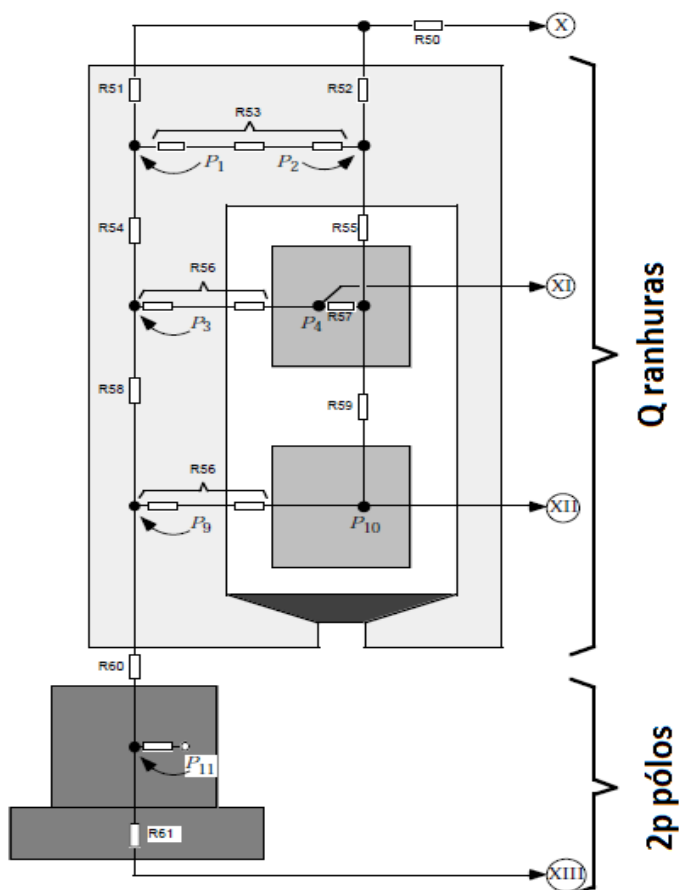 X
R50
R51
R52
R53
P1
P2
R54
R55
R56
XI
P3
P4
R57
R58
R59
R56
P9
P10
XII
R60
P11
R61
XIII
Q ranhuras
2p pólos